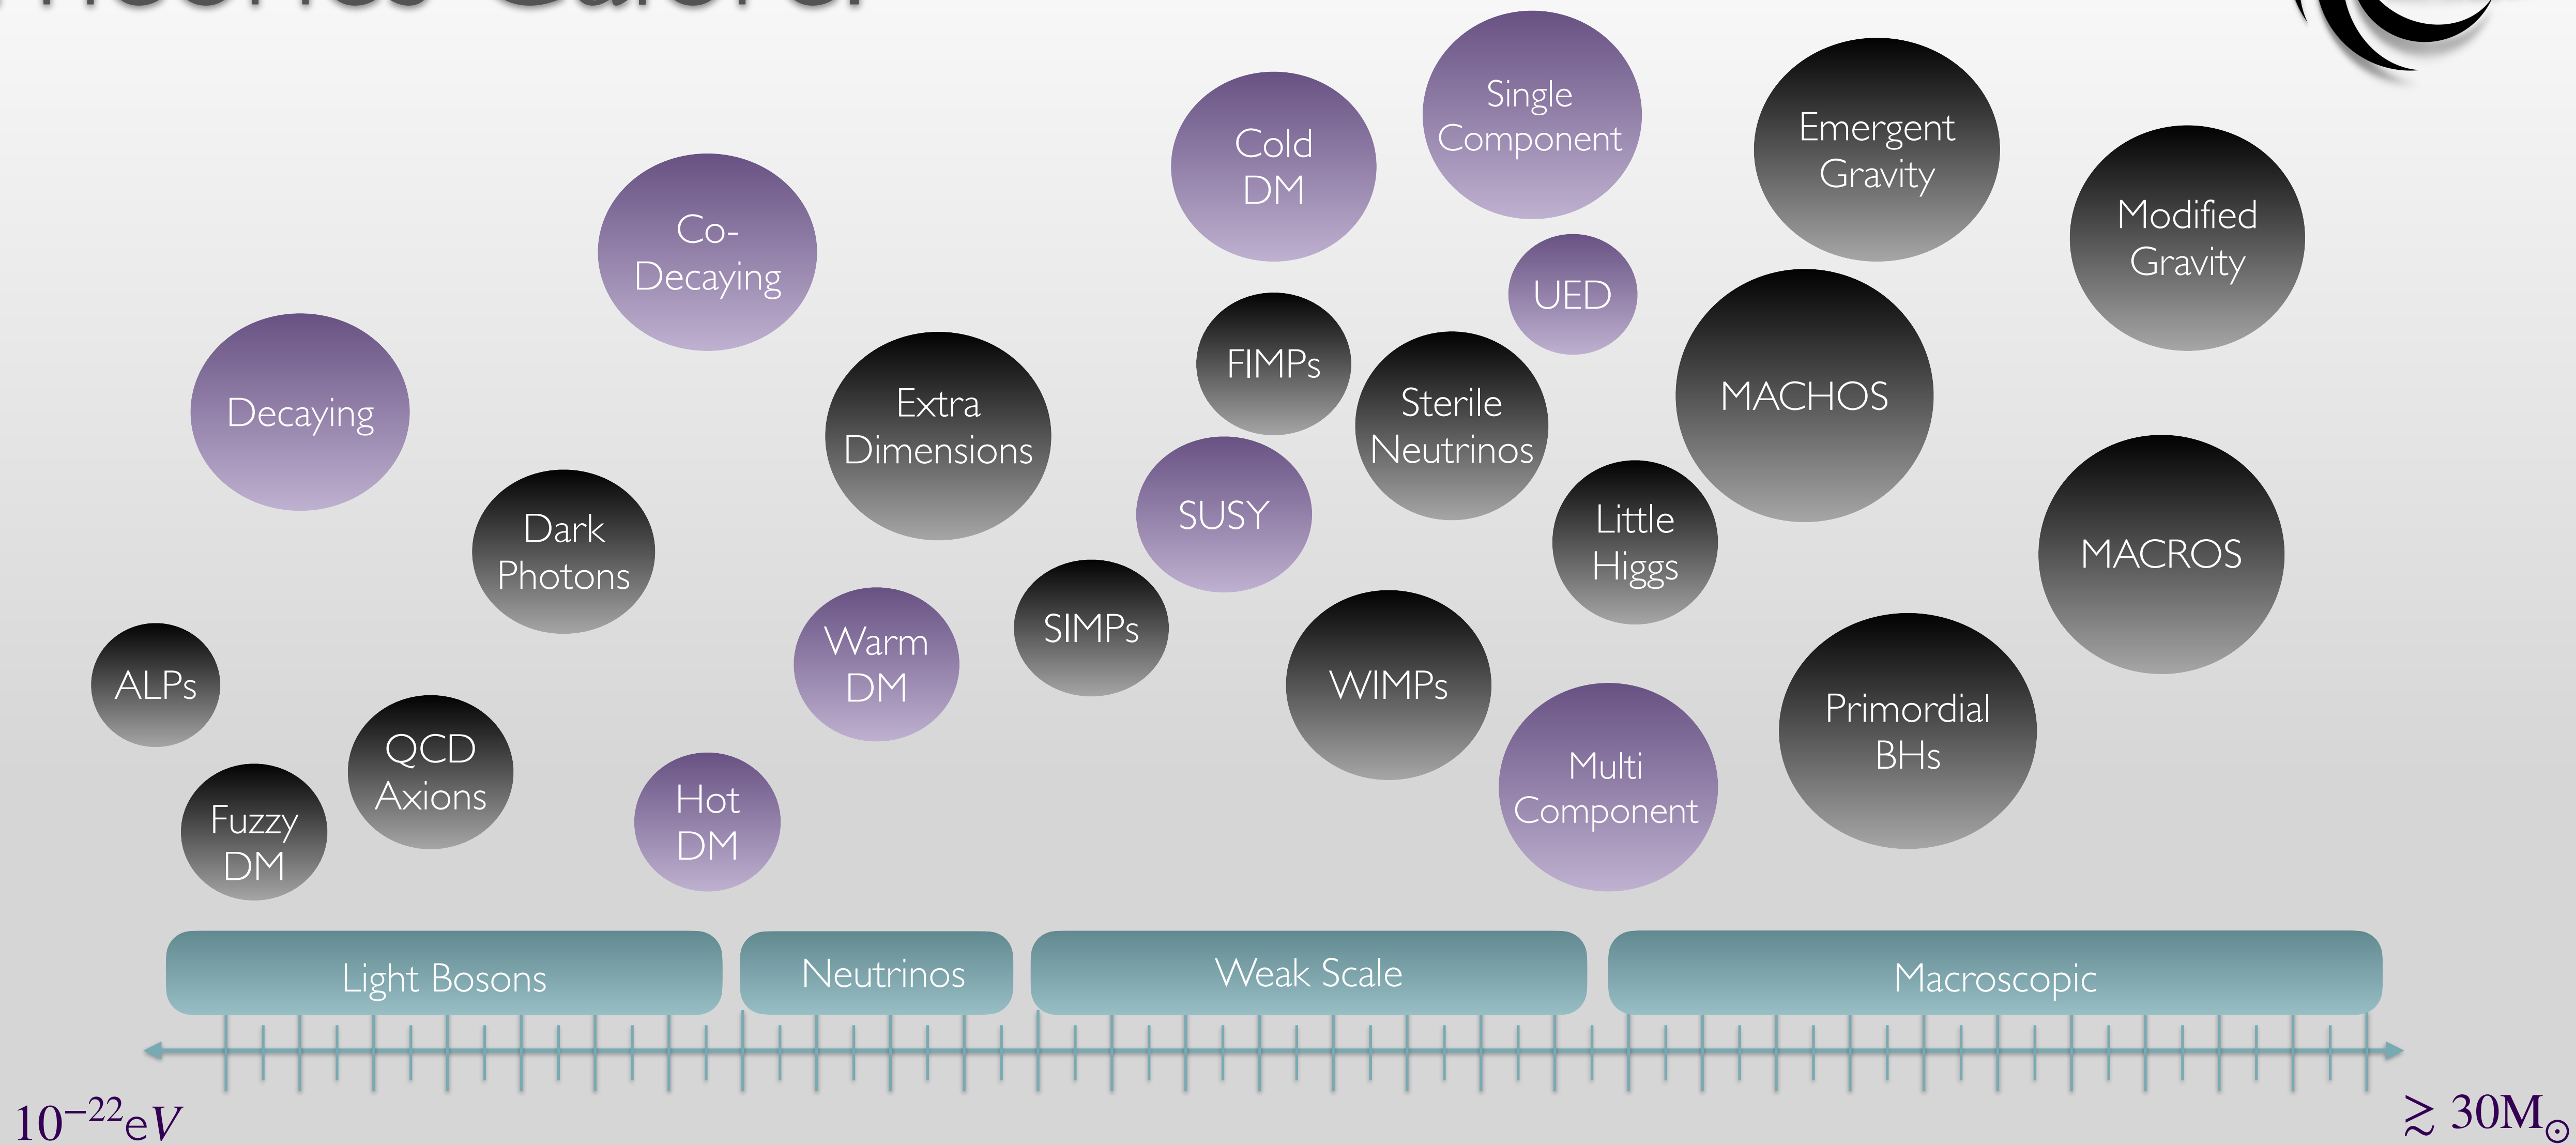 Single
Component
Cold
DM
Emergent
Gravity
Modified
Gravity
Co-
Decaying
UED
FIMPs
Decaying
Extra
Dimensions
Sterile
Neutrinos
MACHOS
SUSY
Dark
Photons
Little
Higgs
MACROS
SIMPs
Warm
DM
ALPs
WIMPs
QCD
Axions
Primordial
BHs
Multi
Component
Fuzzy
DM
Hot
DM
Light Bosons
Neutrinos
Weak Scale
Macroscopic
10⁻²²eV
≳ 30M☉